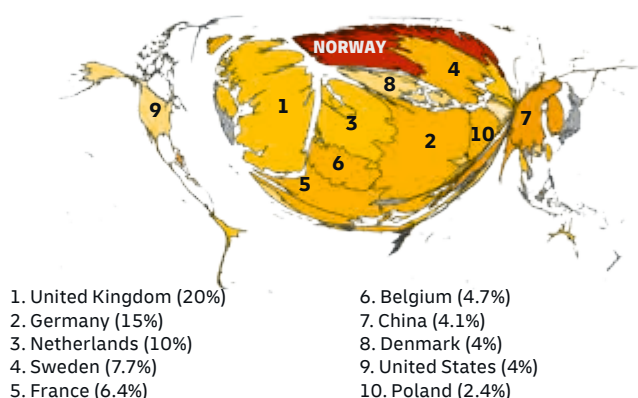 NORWAY
4
8
9
1
3
7
2
10
6
5
1. United Kingdom (20%)
2. Germany (15%)
3. Netherlands (10%)
4. Sweden (7.7%)
5. France (6.4%)
6. Belgium (4.7%)
7. China (4.1%)
8. Denmark (4%)
9. United States (4%)
10. Poland (2.4%)